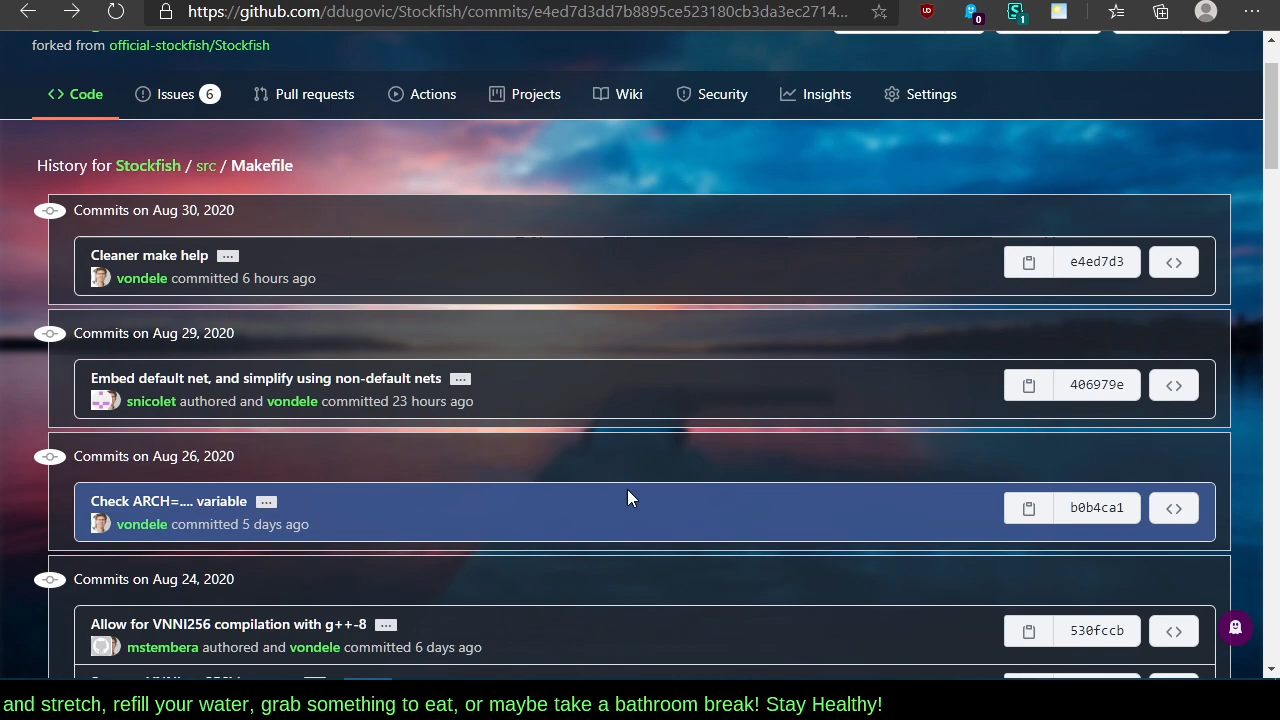 https://github.com/ddugovic/Stockfish/commits/e4ed7d3dd7b8895ce523180cb3da3ec2714...
0
1
forked from official-stockfish/Stockfish
Code Issues 6 Pull requests Actions Projects Wiki Security Insights Settings
History for Stockfish / src / Makefile
Commits on Aug 30, 2020
Cleaner make help ...
e4ed7d3
vondele committed 6 hours ago
Commits on Aug 29, 2020
Embed default net, and simplify using non-default nets ...
406979e
snicolet authored and vondele committed 23 hours ago
Commits on Aug 26, 2020
Check ARCH=.... variable ...
b0b4ca1
vondele committed 5 days ago
Commits on Aug 24, 2020
Allow for VNNI256 compilation with g++-8 ...
530fccb
mstembera authored and vondele committed 6 days ago
and stretch, refill your water, grab something to eat, or maybe take a bathroom break! Stay Healthy!